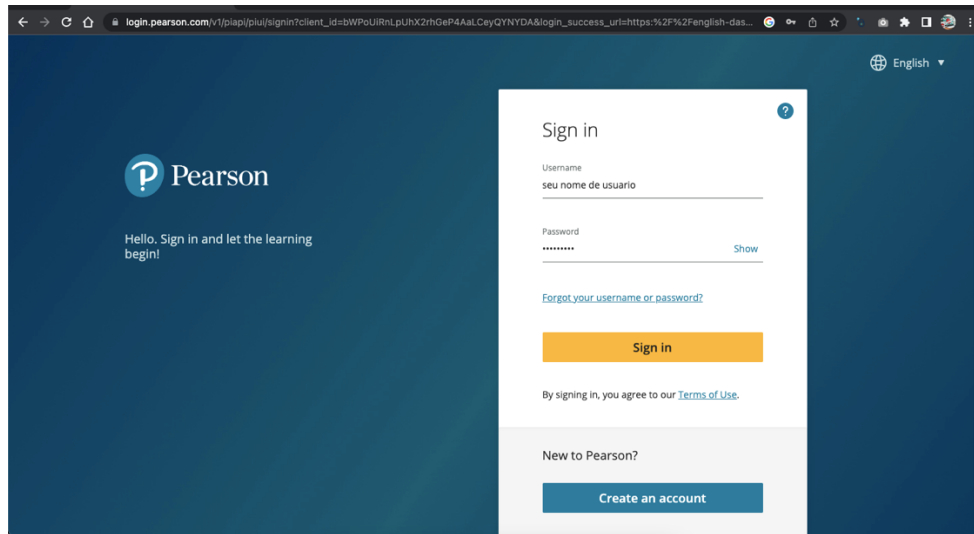 login.pearson.com/v1/piapi/piui/signin?client_id=bWPoUiRnLpUhX2rhGeP4AaLCeyQYNYDA&login_success_url=https:%2F%2Fenglish-das...
English
Pearson
Hello. Sign in and let the learning
begin!
?
Sign in
Username
seu nome de usuario
Password
•••••••••
Show
Forgot your username or password?
Sign in
By signing in, you agree to our Terms of Use.
New to Pearson?
Create an account